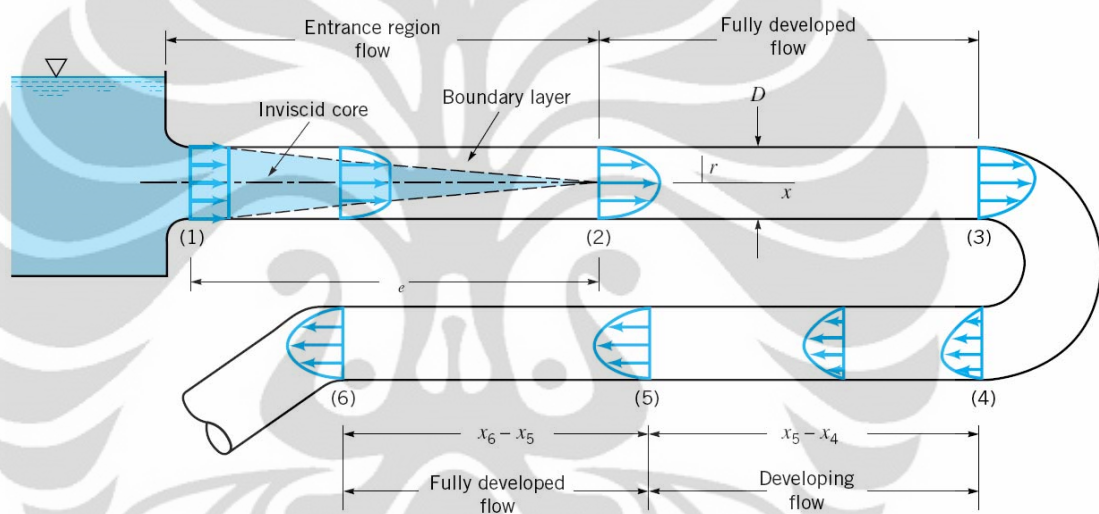 Entrance region
flow
Fully developed
flow
Inviscid core
Boundary layer
D
r
x
(1)
(2)
(3)
e
(6)
(5)
(4)
x6 – x5
x5 – x4
Fully developed
flow
Developing
flow